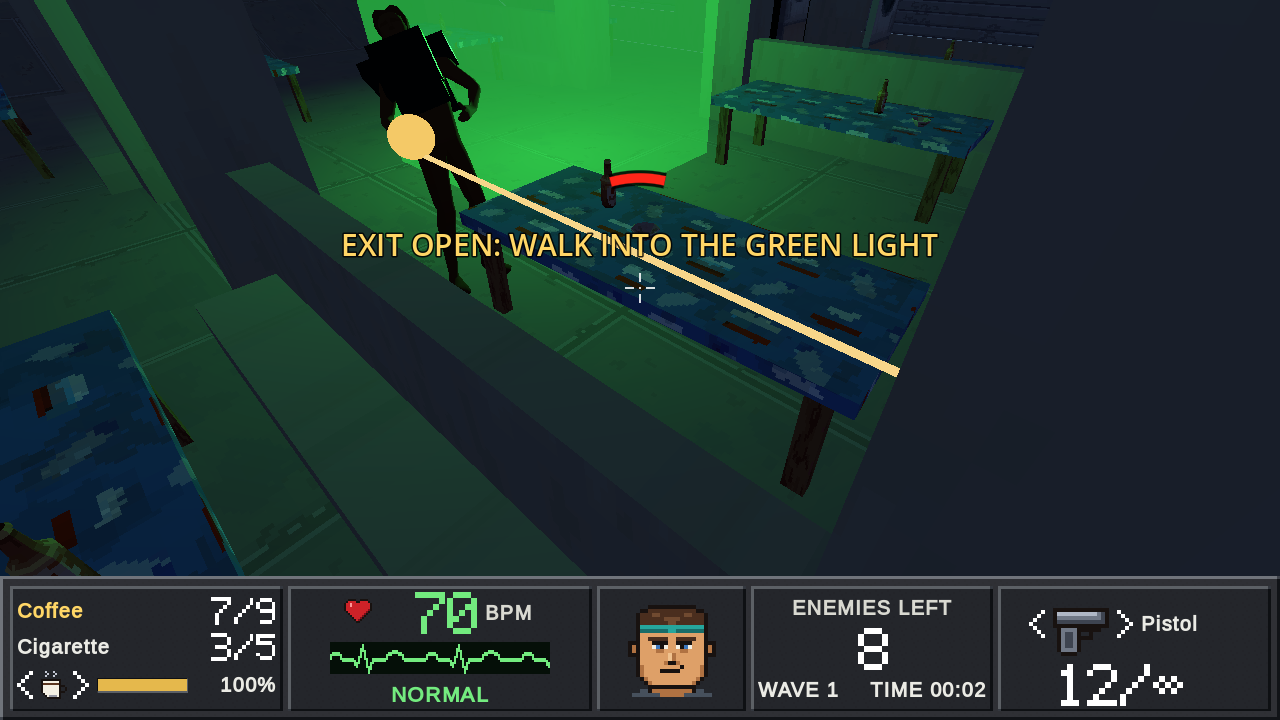 EXIT OPEN: WALK INTO THE GREEN LIGHT
Coffee 7/9
Cigarette 3/5
100%
70 BPM
NORMAL
ENEMIES LEFT
8
WAVE 1 TIME 00:02
Pistol
12/∞